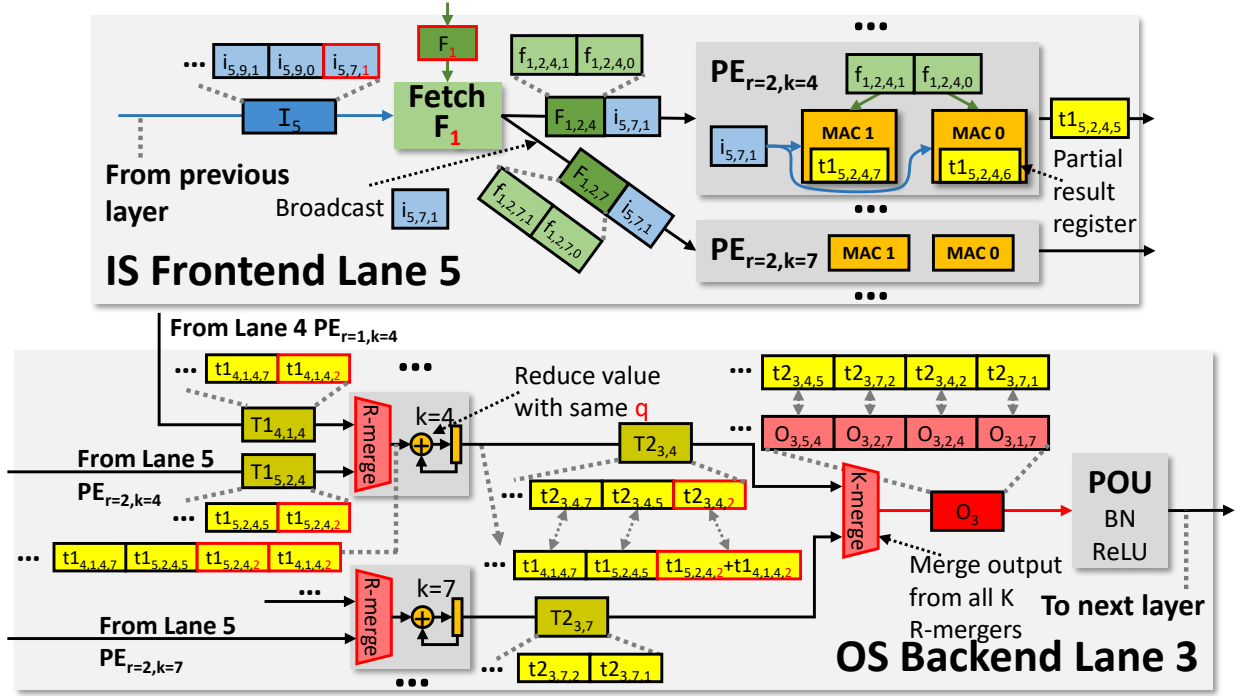 ... i5,9,1 i5,9,0 i5,7,1
I5
From previous
layer
F1
Fetch
F1
Broadcast i5,7,1
f1,2,4,1 f1,2,4,0
F1,2,4 i5,7,1
F1,2,7 i5,7,1
f1,2,7,1 f1,2,7,0
...
PEr=2,k=4
f1,2,4,1 f1,2,4,0
i5,7,1
MAC 1
t15,2,4,7
MAC 0
t15,2,4,6
t15,2,4,5
Partial
result
register
...
PEr=2,k=7
MAC 1 MAC 0
...
IS Frontend Lane 5
From Lane 4 PEr=1,k=4
... t14,1,4,7 t14,1,4,2
T14,1,4
From Lane 5
PEr=2,k=4
T15,2,4
... t15,2,4,5 t15,2,4,2
... t14,1,4,7 t15,2,4,5 t15,2,4,2 t14,1,4,2
...
R-merge
k=4
+
Reduce value
with same q
T23,4
... t23,4,7 t23,4,5 t23,4,2
... t14,1,4,7 t15,2,4,5 t15,2,4,2+t14,1,4,2
...
From Lane 5
PEr=2,k=7
R-merge
k=7
+
...
T23,7
... t23,7,2 t23,7,1
... t23,4,5 t23,7,2 t23,4,2 t23,7,1
... O3,5,4 O3,2,7 O3,2,4 O3,1,7
K-merge
O3
Merge output
from all K
R-mergers
POU
BN
ReLU
To next layer
OS Backend Lane 3